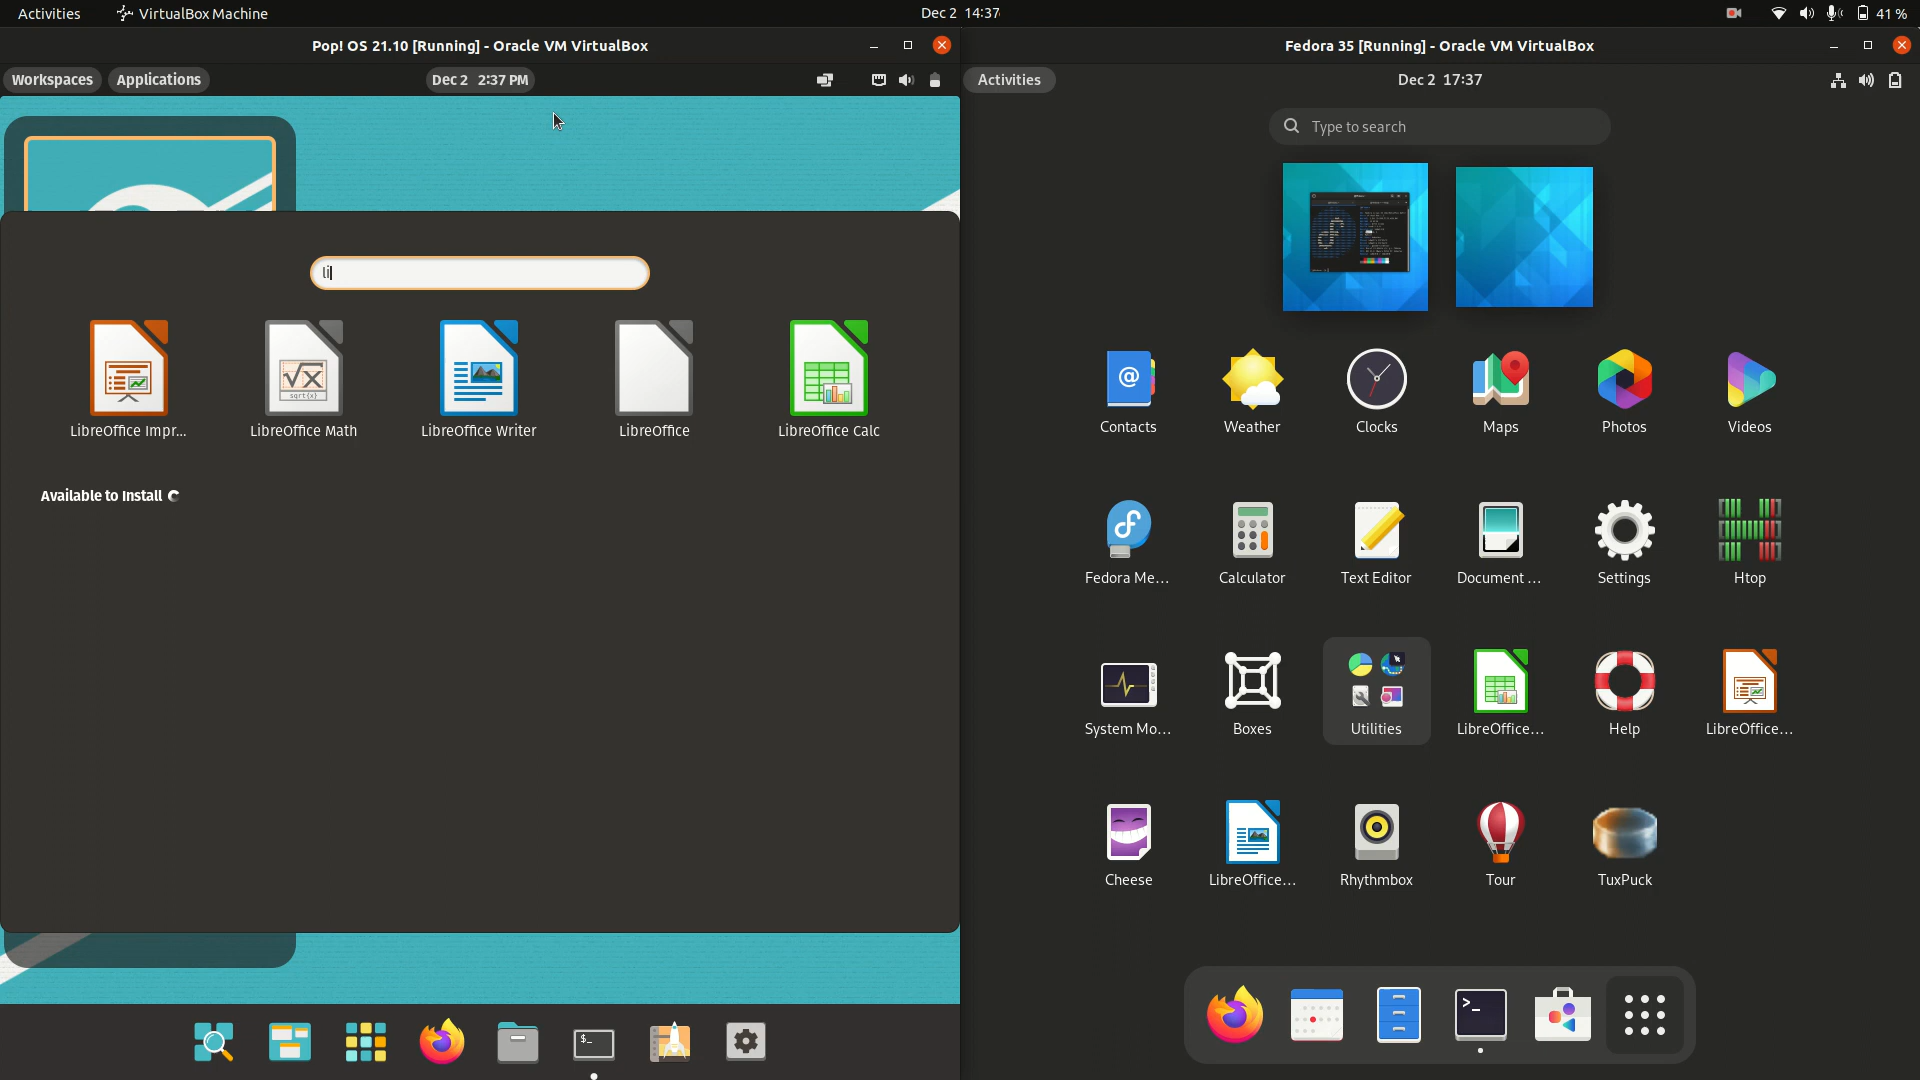 Activities
VirtualBox Machine
Dec 2 14:37
41 %
Pop! OS 21.10 [Running] - Oracle VM VirtualBox
Workspaces
Applications
Dec 2 2:37 PM
li
LibreOffice Impr...
LibreOffice Math
sqrt{x}
LibreOffice Writer
LibreOffice
LibreOffice Calc
Available to Install
$_
Fedora 35 [Running] - Oracle VM VirtualBox
Activities
Dec 2 17:37
Type to search
@
Contacts
Weather
Clocks
Maps
Photos
Videos
Fedora Me...
Calculator
Text Editor
Document ...
Settings
Htop
System Mo...
Boxes
Utilities
LibreOffice...
Help
LibreOffice...
Cheese
LibreOffice...
Rhythmbox
Tour
TuxPuck
>_